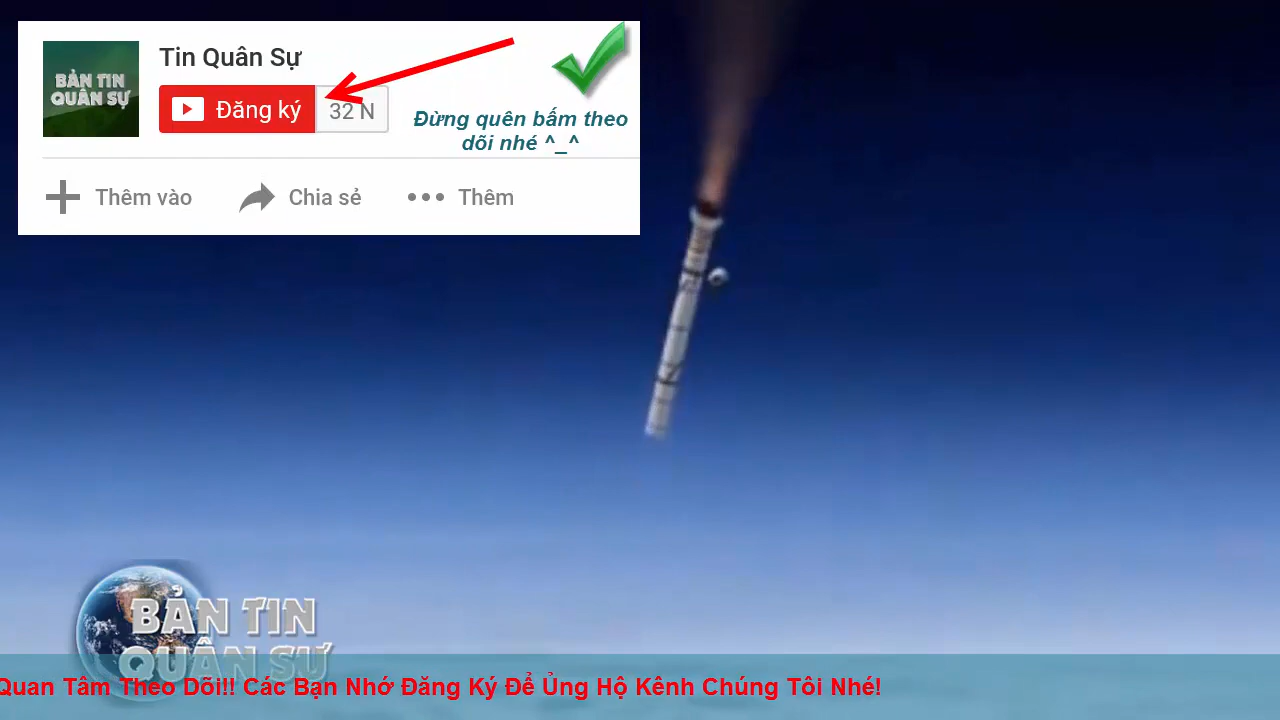 Tin Quân Sự
BẢN TIN
QUÂN SỰ
Đăng ký
32 N
Đừng quên bấm theo
dõi nhé ^_^
Thêm vào
Chia sẻ
Thêm
BẢN TIN
QUÂN SỰ
Quan Tâm Theo Dõi!! Các Bạn Nhớ Đăng Ký Để Ủng Hộ Kênh Chúng Tôi Nhé!